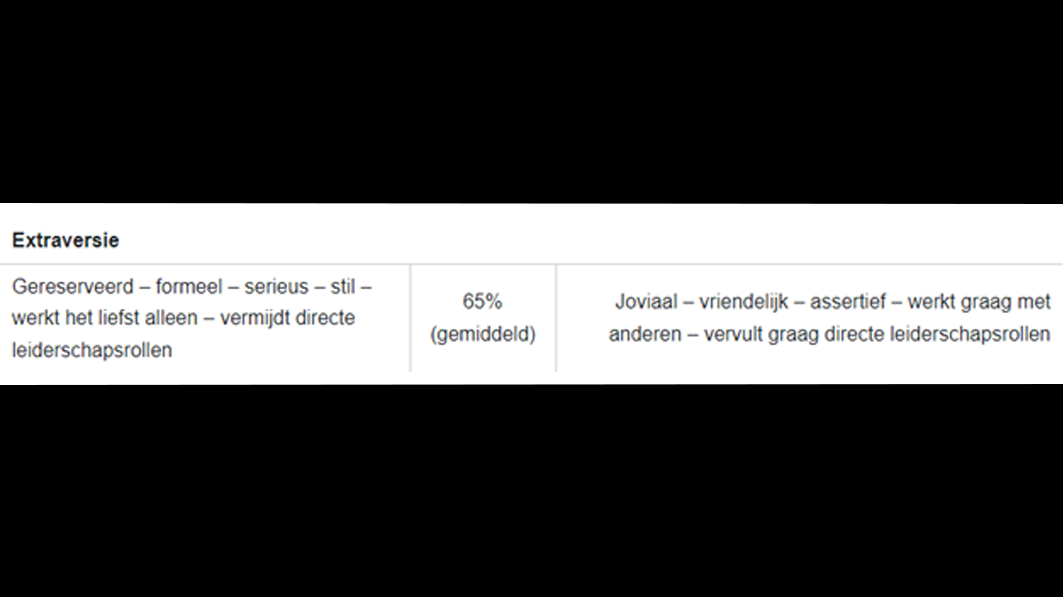 Extraversie
Gereserveerd – formeel – serieus – stil –
werkt het liefst alleen – vermijdt directe
leiderschapsrollen
65%
(gemiddeld)
Joviaal – vriendelijk – assertief – werkt graag met
anderen – vervult graag directe leiderschapsrollen